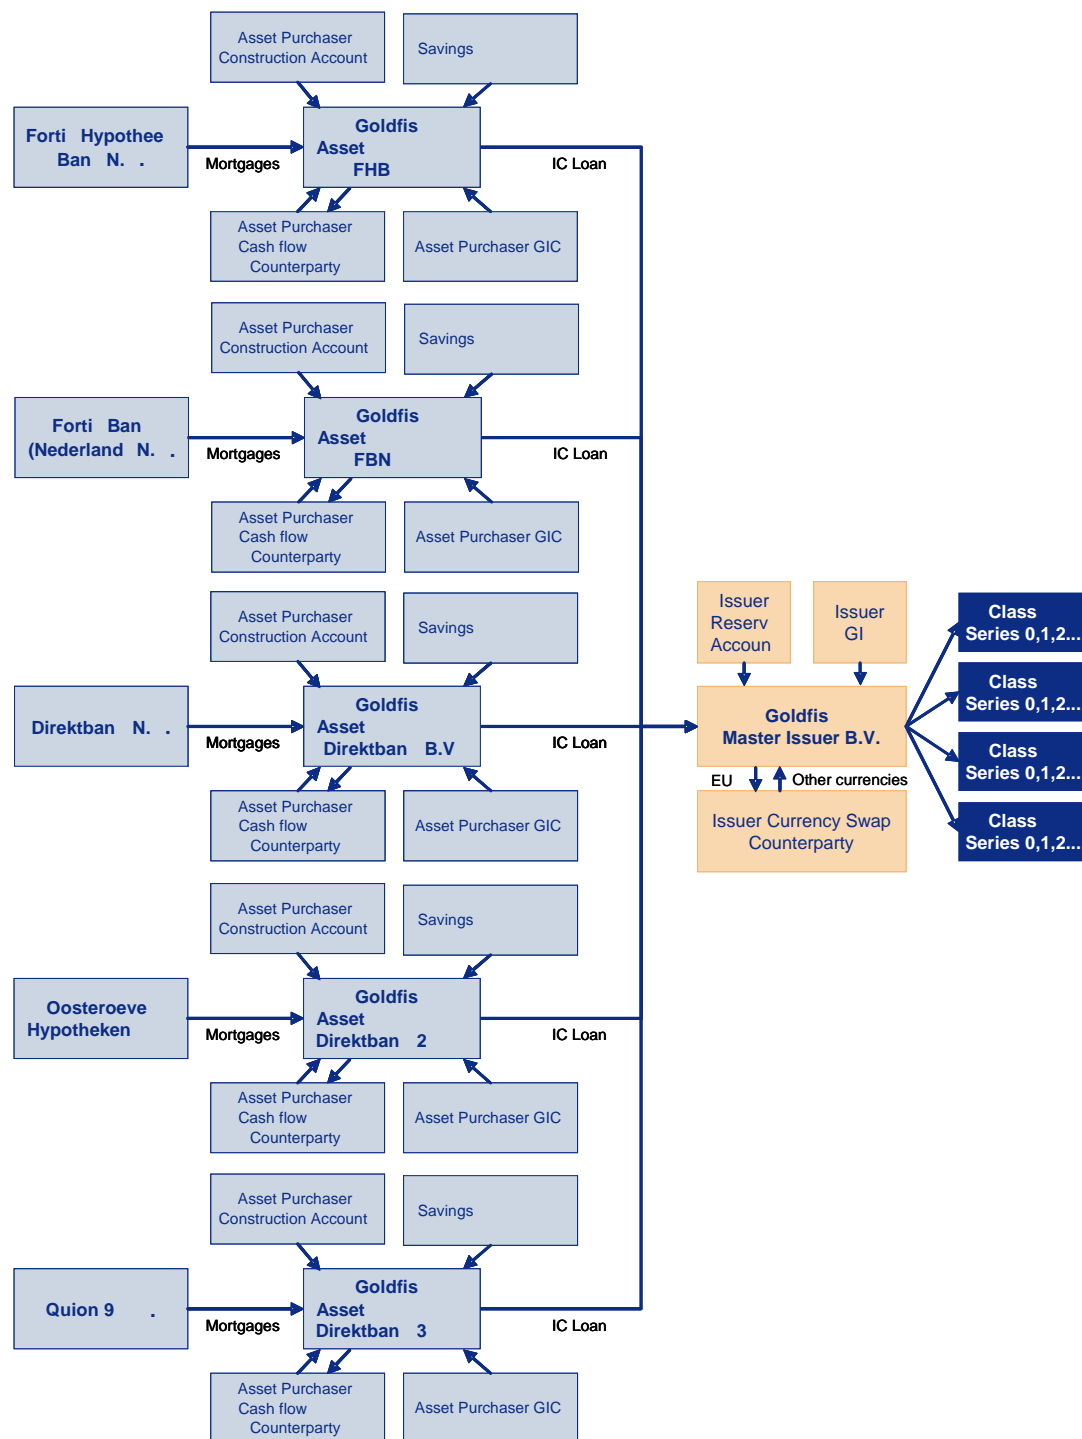 Asset Purchaser
Construction Account
Savings
Forti Hypothee
Ban N. .
Mortgages
Goldfis
Asset
FHB
IC Loan
Asset Purchaser
Cash flow
Counterparty
Asset Purchaser GIC
Asset Purchaser
Construction Account
Savings
Forti Ban
(Nederland N. .
Mortgages
Goldfis
Asset
FBN
IC Loan
Asset Purchaser
Cash flow
Counterparty
Asset Purchaser GIC
Asset Purchaser
Construction Account
Savings
Direktban N. .
Mortgages
Goldfis
Asset
Direktban B.V
IC Loan
Asset Purchaser
Cash flow
Counterparty
Asset Purchaser GIC
Issuer
Reserv
Accoun
Issuer
GI
Goldfis
Master Issuer B.V.
EU
Other currencies
Issuer Currency Swap
Counterparty
Class
Series 0,1,2...
Class
Series 0,1,2...
Class
Series 0,1,2...
Class
Series 0,1,2...
Asset Purchaser
Construction Account
Savings
Oosteroeve
Hypotheken
Mortgages
Goldfis
Asset
Direktban 2
IC Loan
Asset Purchaser
Cash flow
Counterparty
Asset Purchaser GIC
Asset Purchaser
Construction Account
Savings
Quion 9 .
Mortgages
Goldfis
Asset
Direktban 3
IC Loan
Asset Purchaser
Cash flow
Counterparty
Asset Purchaser GIC